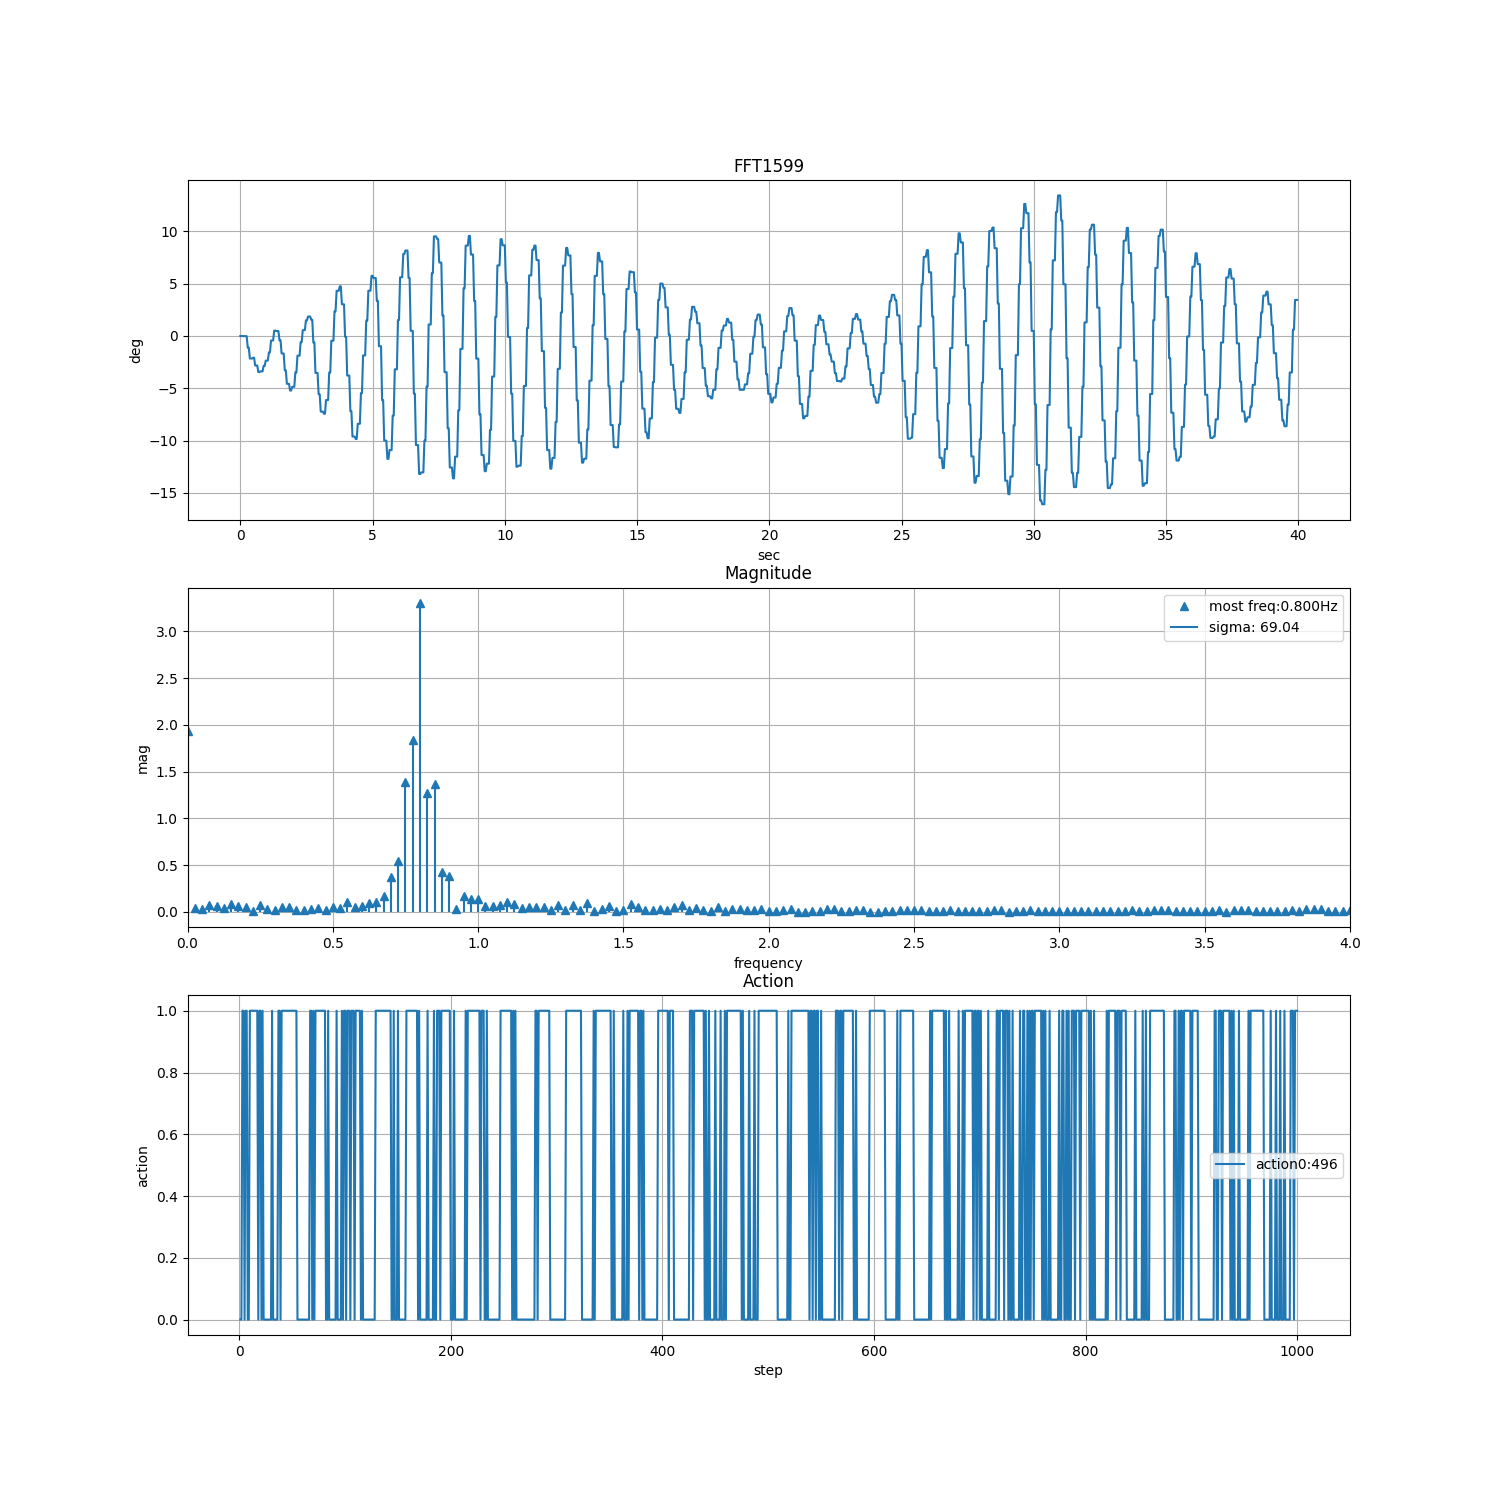 FFT1599
deg
10
5
0
−5
−10
−15
0 5 10 15 20 25 30 35 40
sec
Magnitude
mag
3.0
2.5
2.0
1.5
1.0
0.5
0.0
most freq:0.800Hz
sigma: 69.04
0.0 0.5 1.0 1.5 2.0 2.5 3.0 3.5 4.0
frequency
Action
action
1.0
0.8
0.6
0.4
0.2
0.0
action0:496
0 200 400 600 800 1000
step